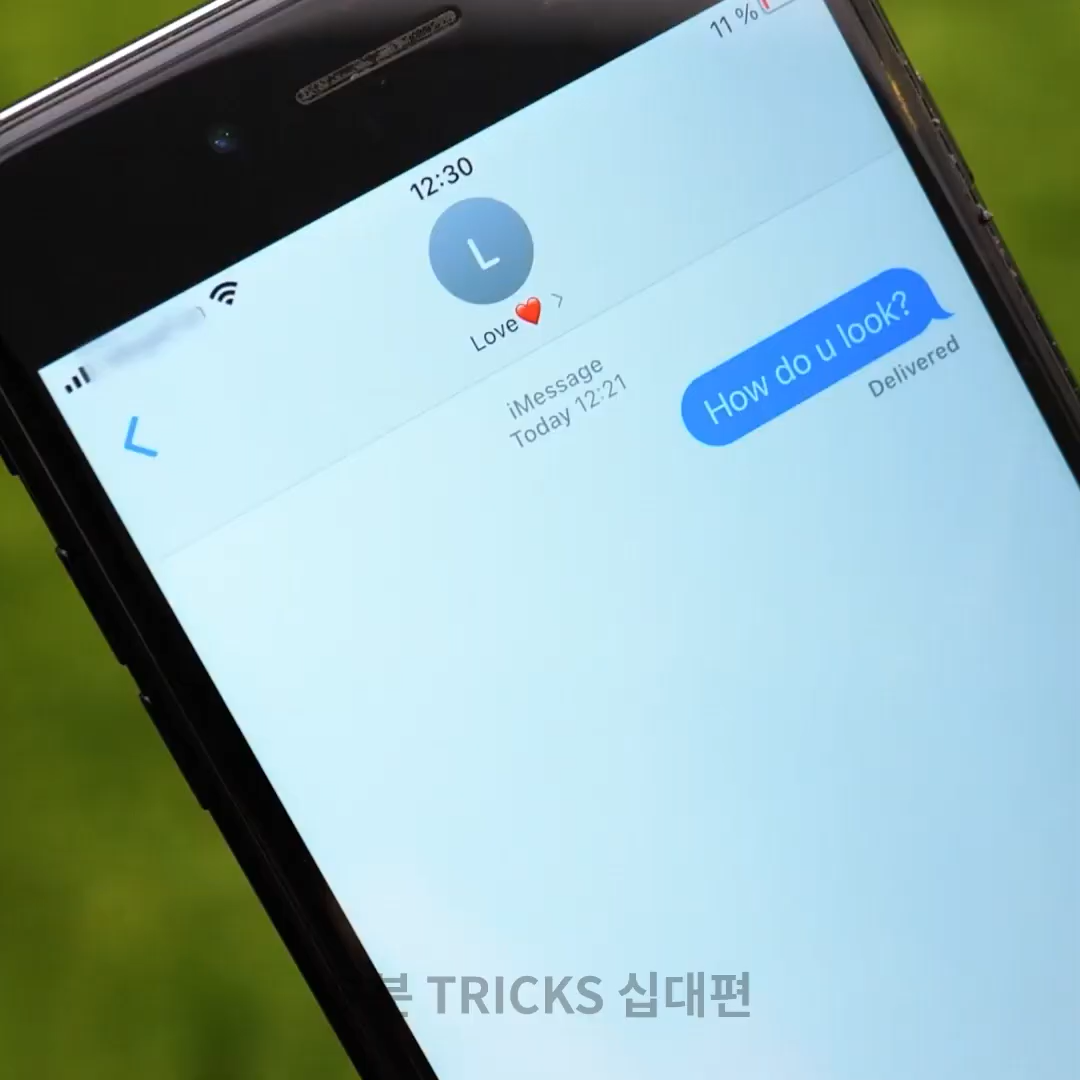 11 %
12:30
L
Love❤️ >
iMessage
Today 12:21
How do u look?
Delivered
TRICKS 십대편